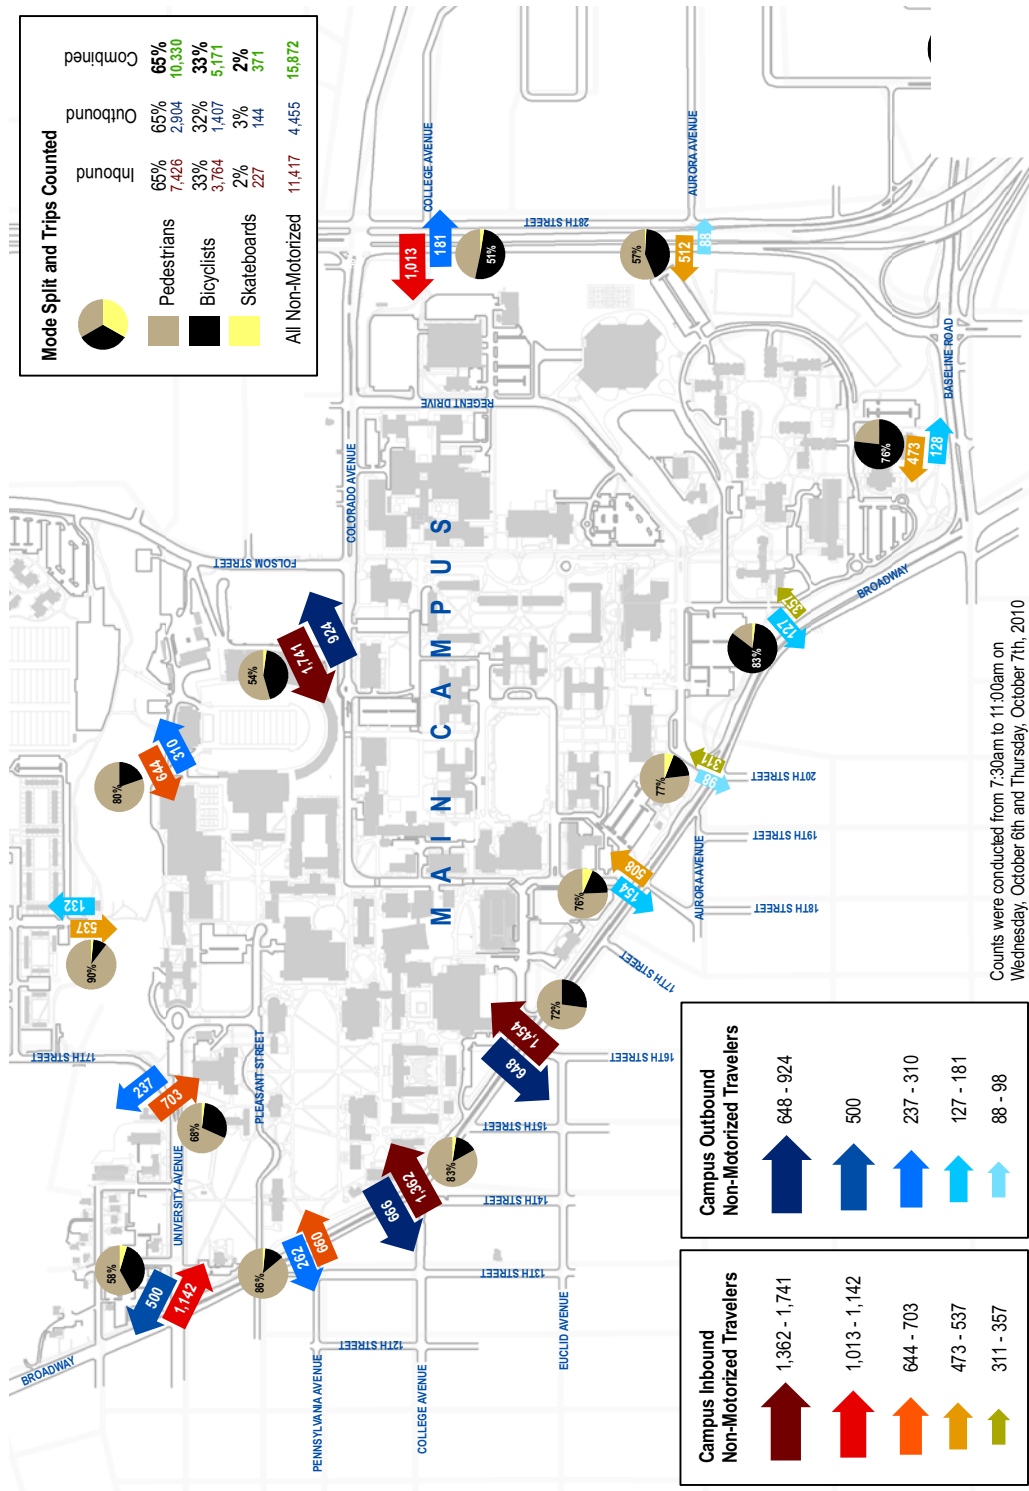 Mode Split and Trips Counted
Inbound Outbound Combined
Pedestrians 65% 65% 65%
7,426 2,904 10,330
Bicyclists 33% 32% 33%
3,764 1,407 5,171
Skateboards 2% 3% 2%
227 144 371
All Non-Motorized 11,417 4,455 15,872
COLLEGE AVENUE
1,013
181
51%
28TH STREET
AURORA AVENUE
57%
512
88
REGENT DRIVE
COLORADO AVENUE
BASELINE ROAD
76%
473
128
FOLSOM STREET
MAIN CAMPUS
54%
1,741
924
BROADWAY
357
127
83%
80%
644
310
77%
311
98
20TH STREET
19TH STREET
AURORA AVENUE
18TH STREET
76%
508
154
17TH STREET
132
537
90%
72%
1,454
648
16TH STREET
17TH STREET
237
703
68%
PLEASANT STREET
UNIVERSITY AVENUE
15TH STREET
83%
1,362
666
14TH STREET
58%
500
1,142
86%
262
660
13TH STREET
EUCLID AVENUE
12TH STREET
BROADWAY
PENNSYLVANIA AVENUE
COLLEGE AVENUE
Campus Inbound
Non-Motorized Travelers
1,362 - 1,741
1,013 - 1,142
644 - 703
473 - 537
311 - 357
Campus Outbound
Non-Motorized Travelers
648 - 924
500
237 - 310
127 - 181
88 - 98
Counts were conducted from 7:30am to 11:00am on
Wednesday, October 6th and Thursday, October 7th, 2010